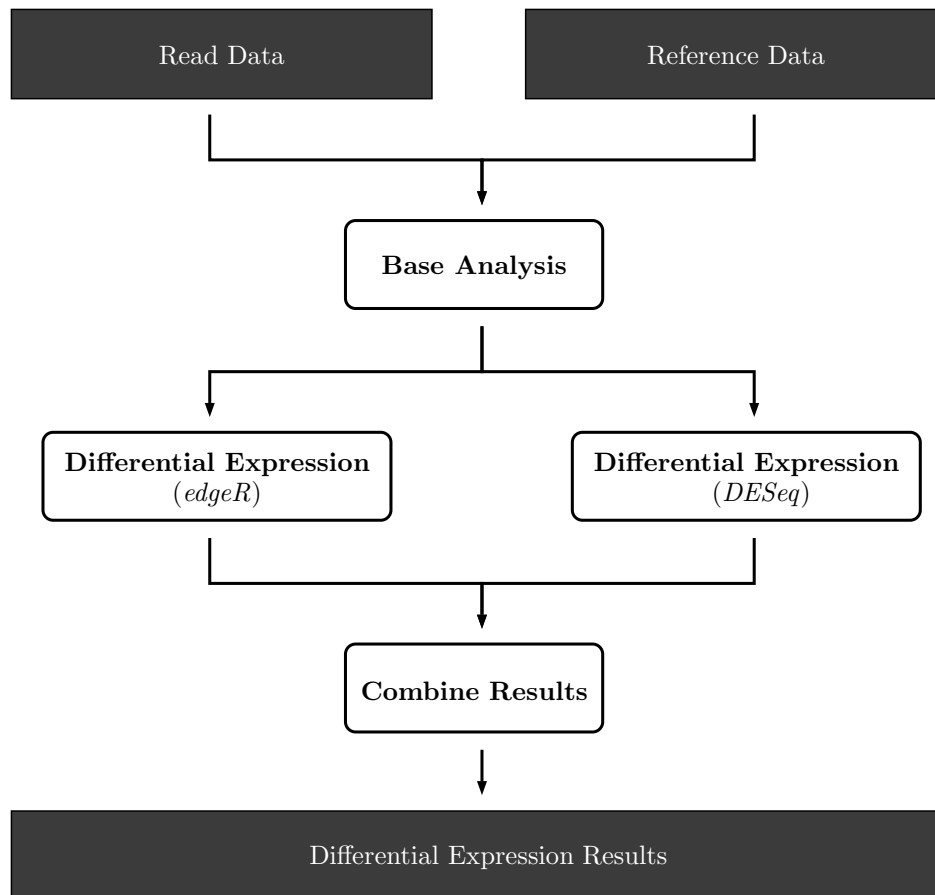 Read Data
Reference Data
Base Analysis
Differential Expression
(edgeR)
Differential Expression
(DESeq)
Combine Results
Differential Expression Results